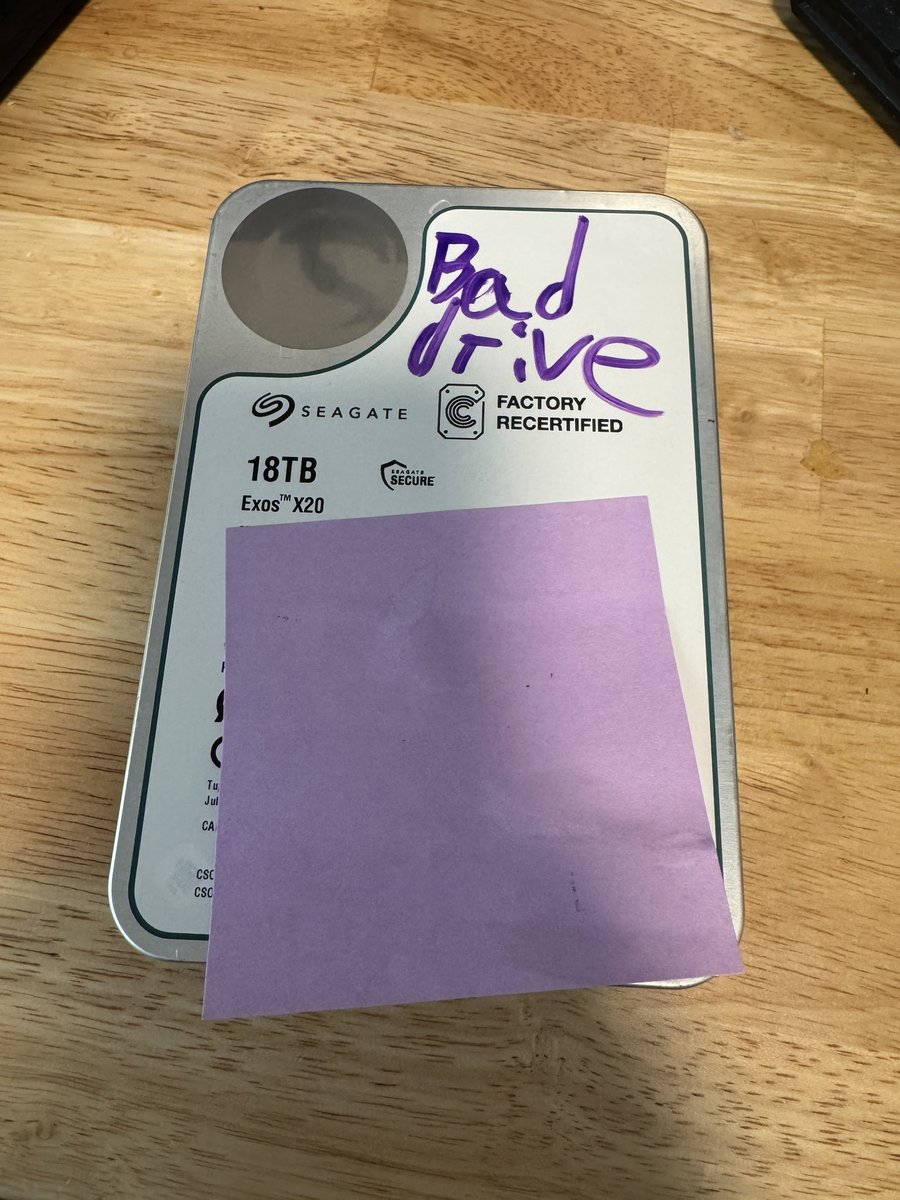 Bad
drive
SEAGATE
FACTORY
RECERTIFIED
18TB
SEAGATE
SECURE
Exos™ X20